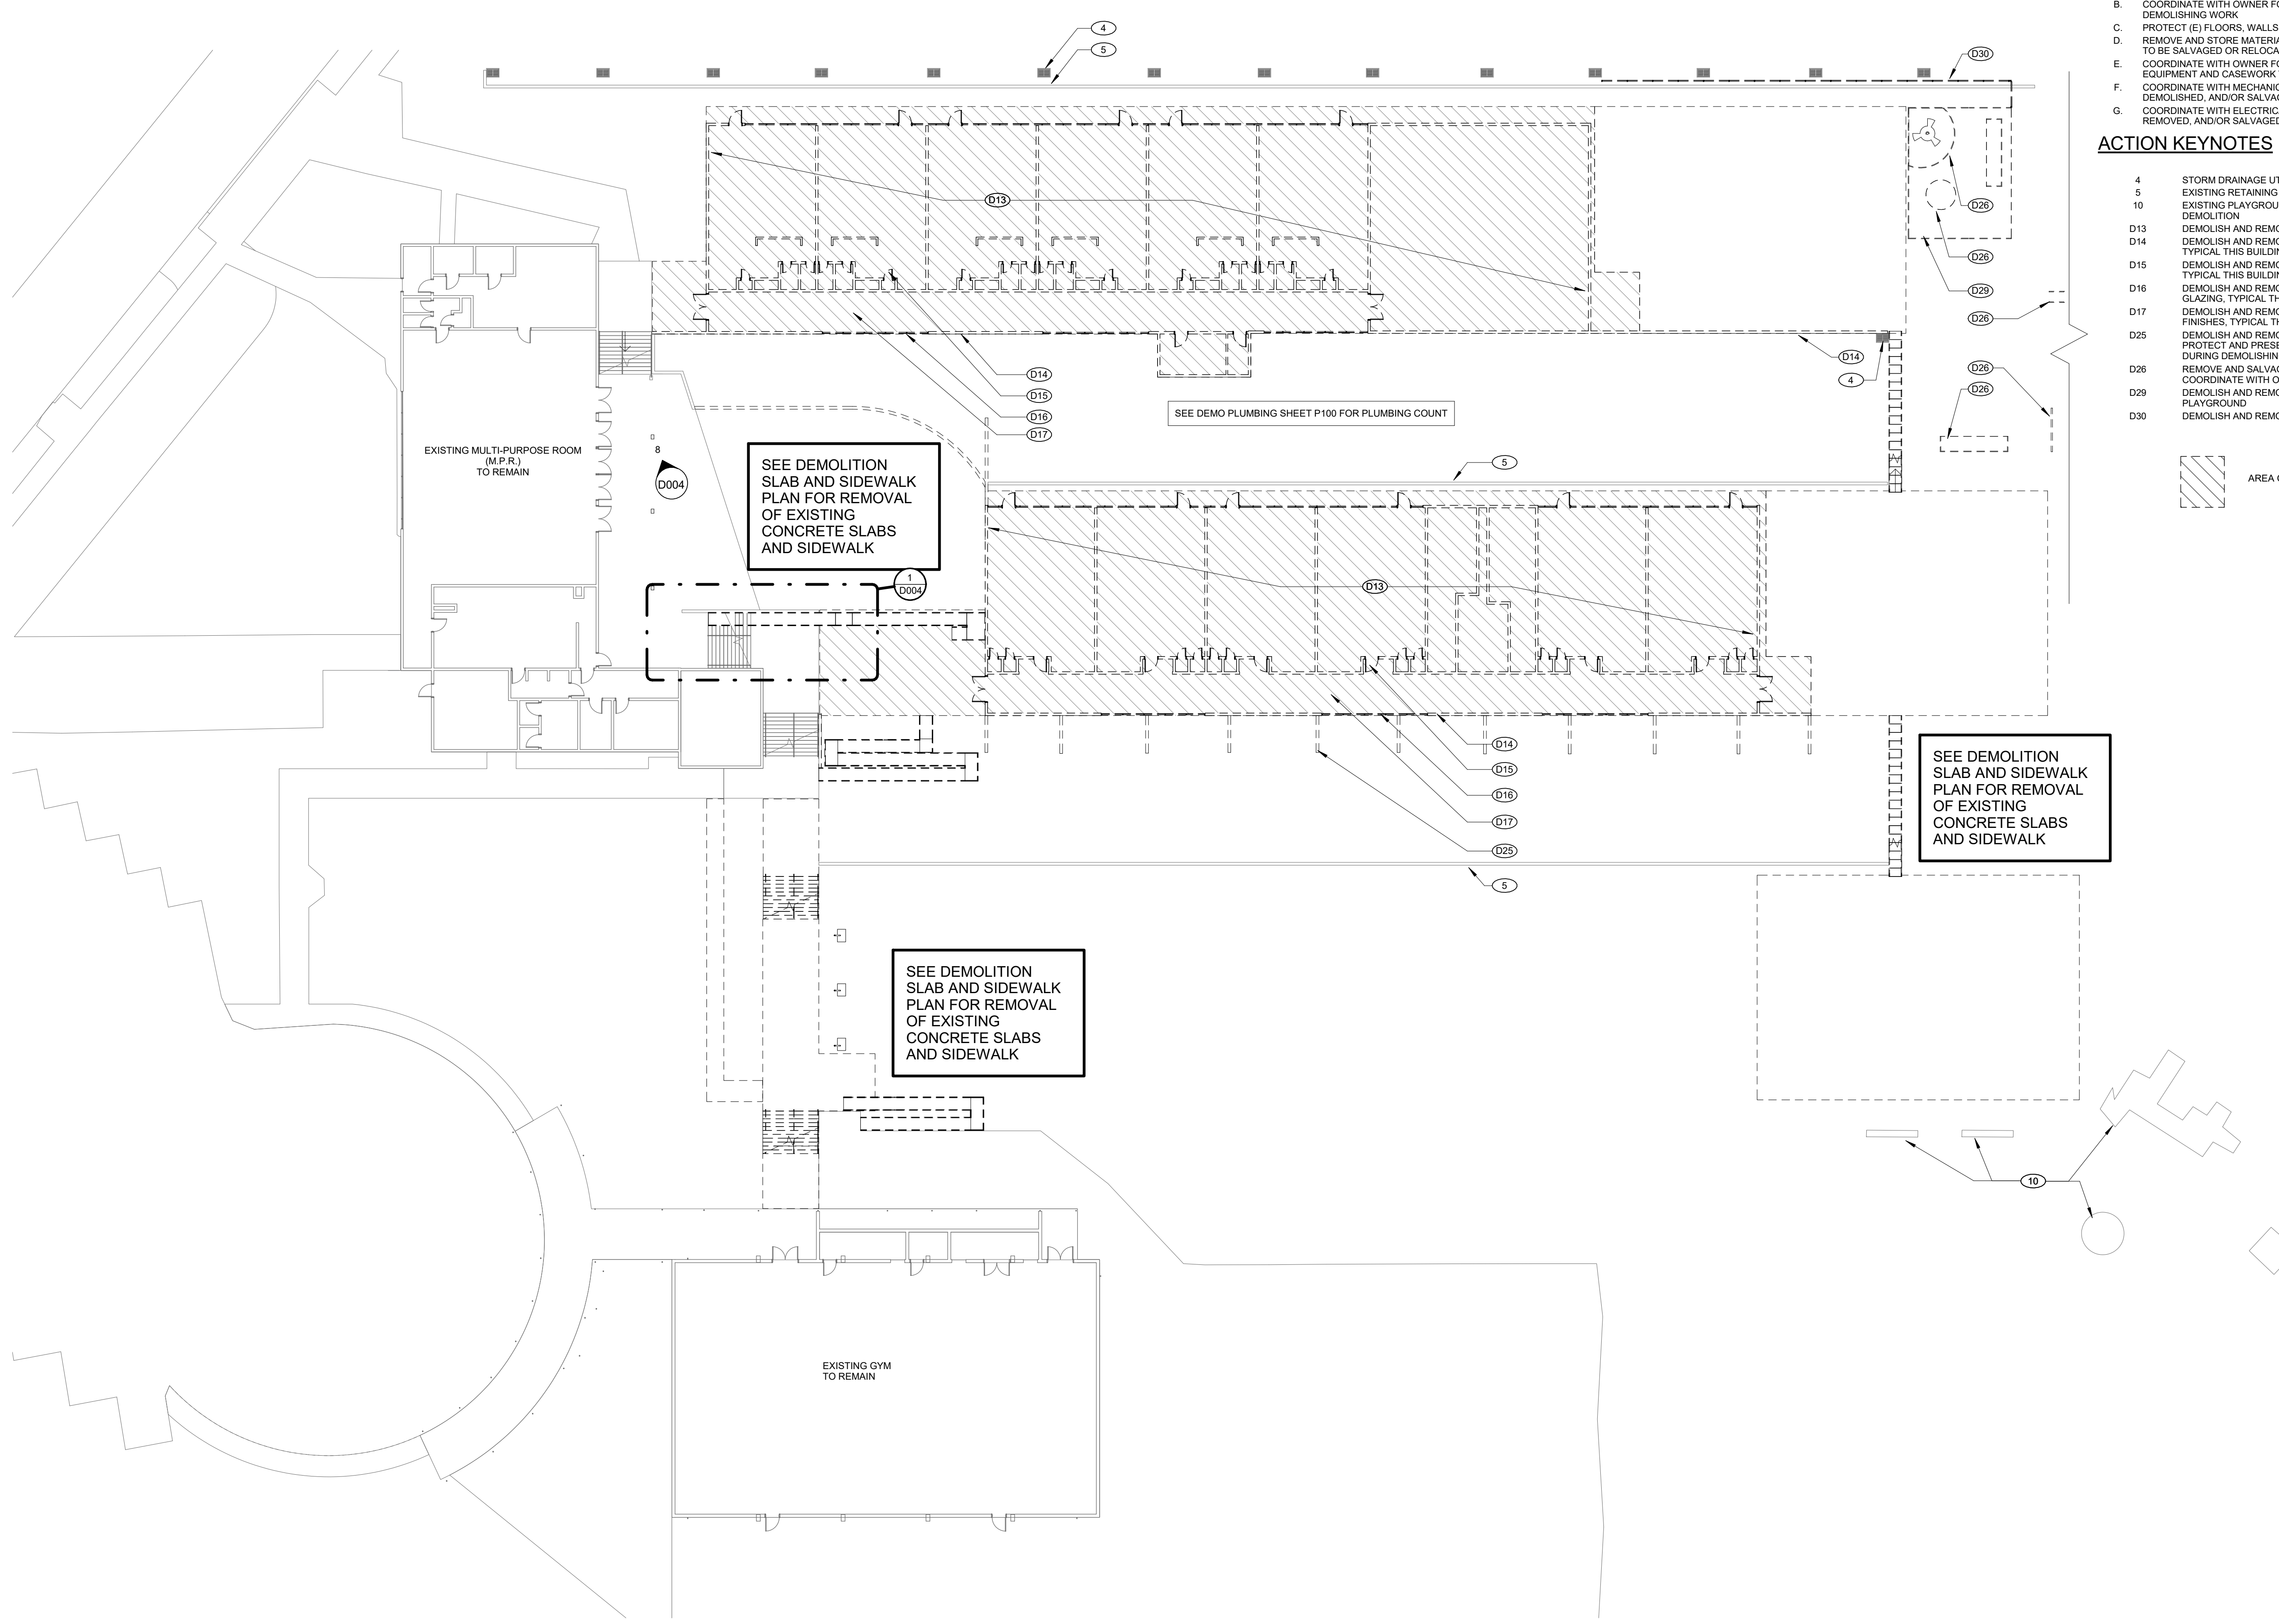 B. COORDINATE WITH OWNER FO
DEMOLISHING WORK
C. PROTECT (E) FLOORS, WALLS
D. REMOVE AND STORE MATERIA
TO BE SALVAGED OR RELOCA
E. COORDINATE WITH OWNER FO
EQUIPMENT AND CASEWORK
F. COORDINATE WITH MECHANIC
DEMOLISHED, AND/OR SALVAG
G. COORDINATE WITH ELECTRIC
REMOVED, AND/OR SALVAGED
ACTION KEYNOTES
4 STORM DRAINAGE UT
5 EXISTING RETAINING
10 EXISTING PLAYGROU
DEMOLITION
D13 DEMOLISH AND REMO
D14 DEMOLISH AND REMO
TYPICAL THIS BUILDIN
D15 DEMOLISH AND REMO
TYPICAL THIS BUILDIN
D16 DEMOLISH AND REMO
GLAZING, TYPICAL TH
D17 DEMOLISH AND REMO
FINISHES, TYPICAL TH
D25 DEMOLISH AND REMO
PROTECT AND PRESE
DURING DEMOLISHIN
D26 REMOVE AND SALVAG
COORDINATE WITH O
D29 DEMOLISH AND REMO
PLAYGROUND
D30 DEMOLISH AND REMO
AREA
4
5
D30
D13
D26
D26
D29
D26
D14
4
D26
D26
D14
D15
D16
D17
SEE DEMO PLUMBING SHEET P100 FOR PLUMBING COUNT
EXISTING MULTI-PURPOSE ROOM
(M.P.R.)
TO REMAIN
8
D004
SEE DEMOLITION
SLAB AND SIDEWALK
PLAN FOR REMOVAL
OF EXISTING
CONCRETE SLABS
AND SIDEWALK
5
1
D004
D13
D14
D15
D16
D17
D25
5
SEE DEMOLITION
SLAB AND SIDEWALK
PLAN FOR REMOVAL
OF EXISTING
CONCRETE SLABS
AND SIDEWALK
SEE DEMOLITION
SLAB AND SIDEWALK
PLAN FOR REMOVAL
OF EXISTING
CONCRETE SLABS
AND SIDEWALK
10
EXISTING GYM
TO REMAIN